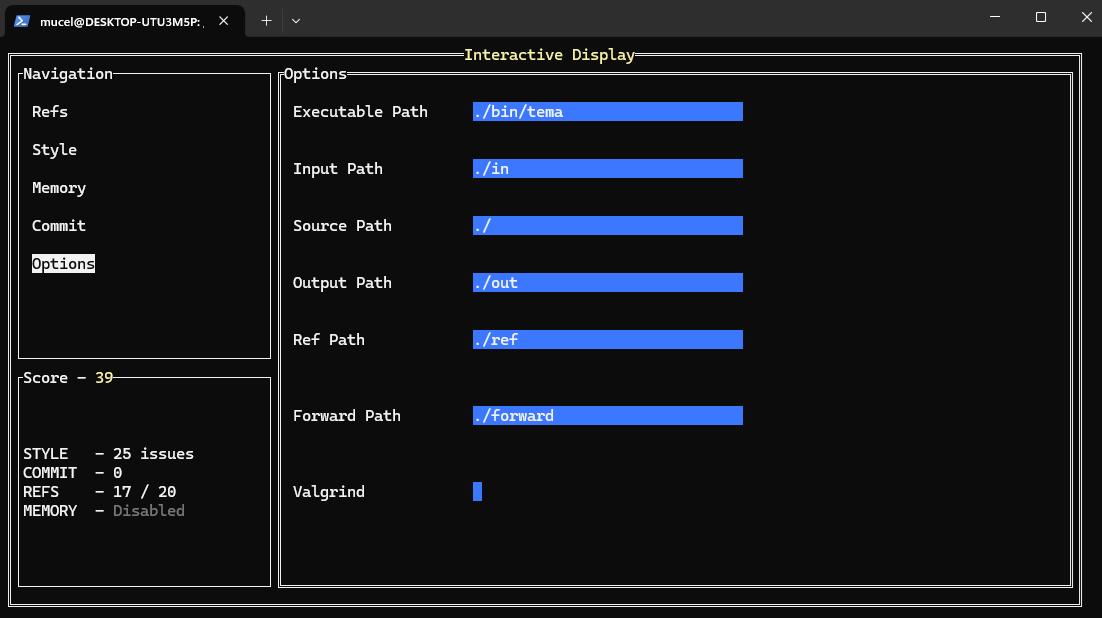 mucel@DESKTOP-UTU3M5P:
Interactive Display
Navigation
Refs
Style
Memory
Commit
Options
Score - 39
STYLE - 25 issues
COMMIT - 0
REFS - 17 / 20
MEMORY - Disabled
Options
Executable Path ./bin/tema
Input Path ./in
Source Path ./
Output Path ./out
Ref Path ./ref
Forward Path ./forward
Valgrind